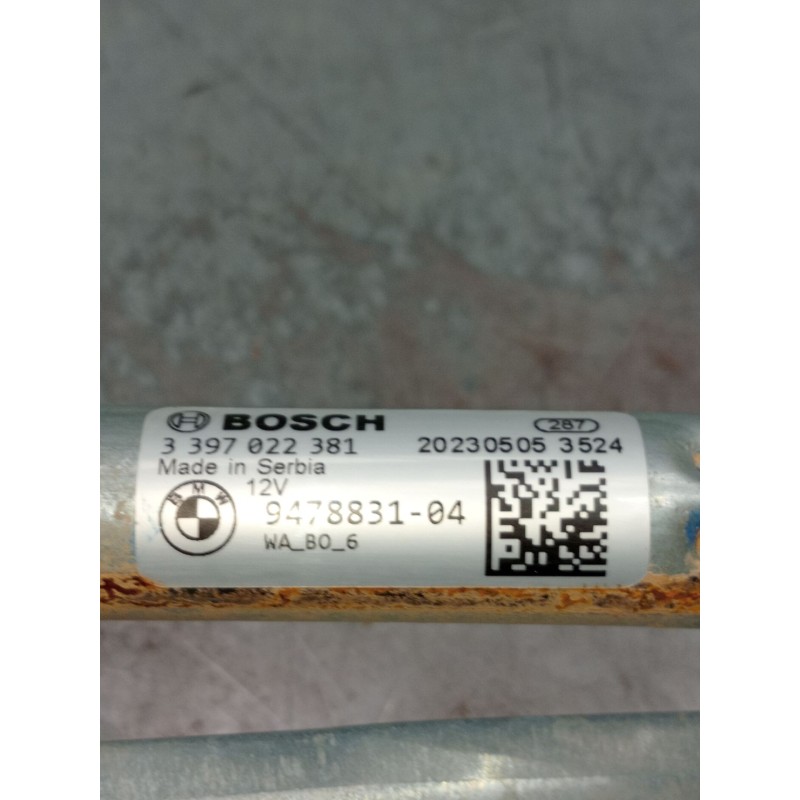 BOSCH 287
3 397 022 381 20230505 3524
Made in Serbia
12V
BMW 9478831-04
WA_BO_6